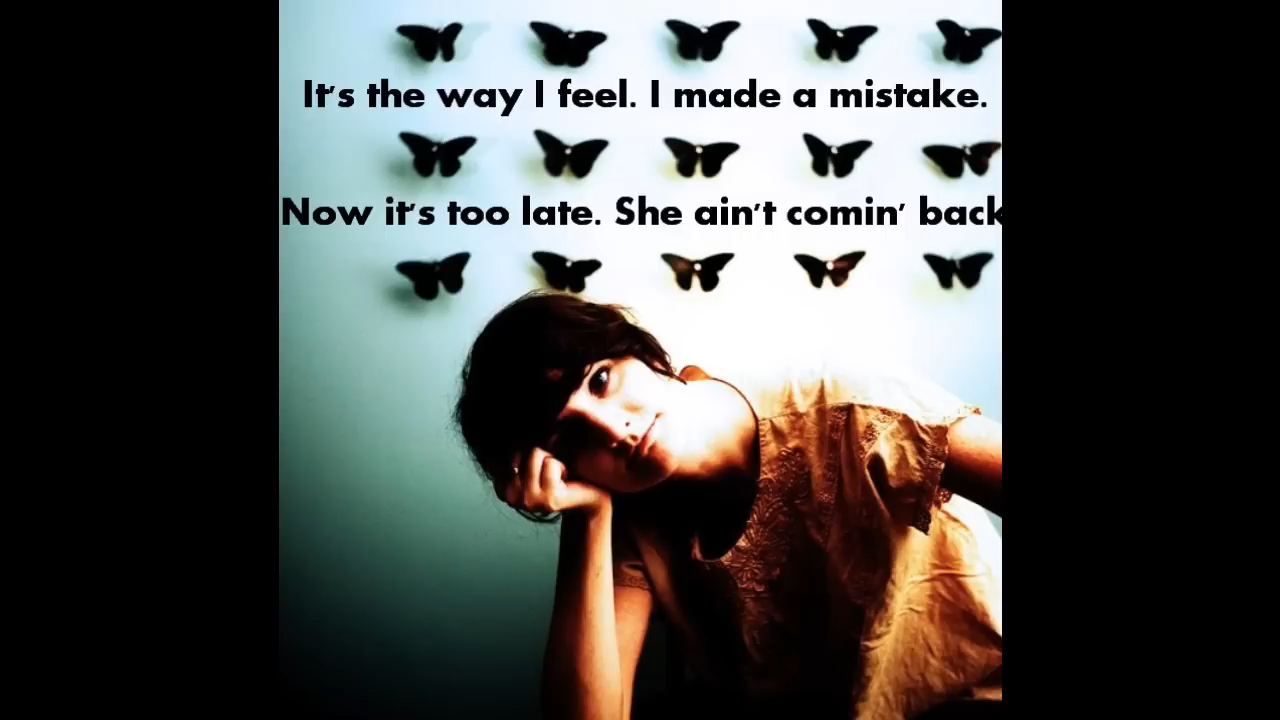 It's the way I feel. I made a mistake.
Now it's too late. She ain't comin' back